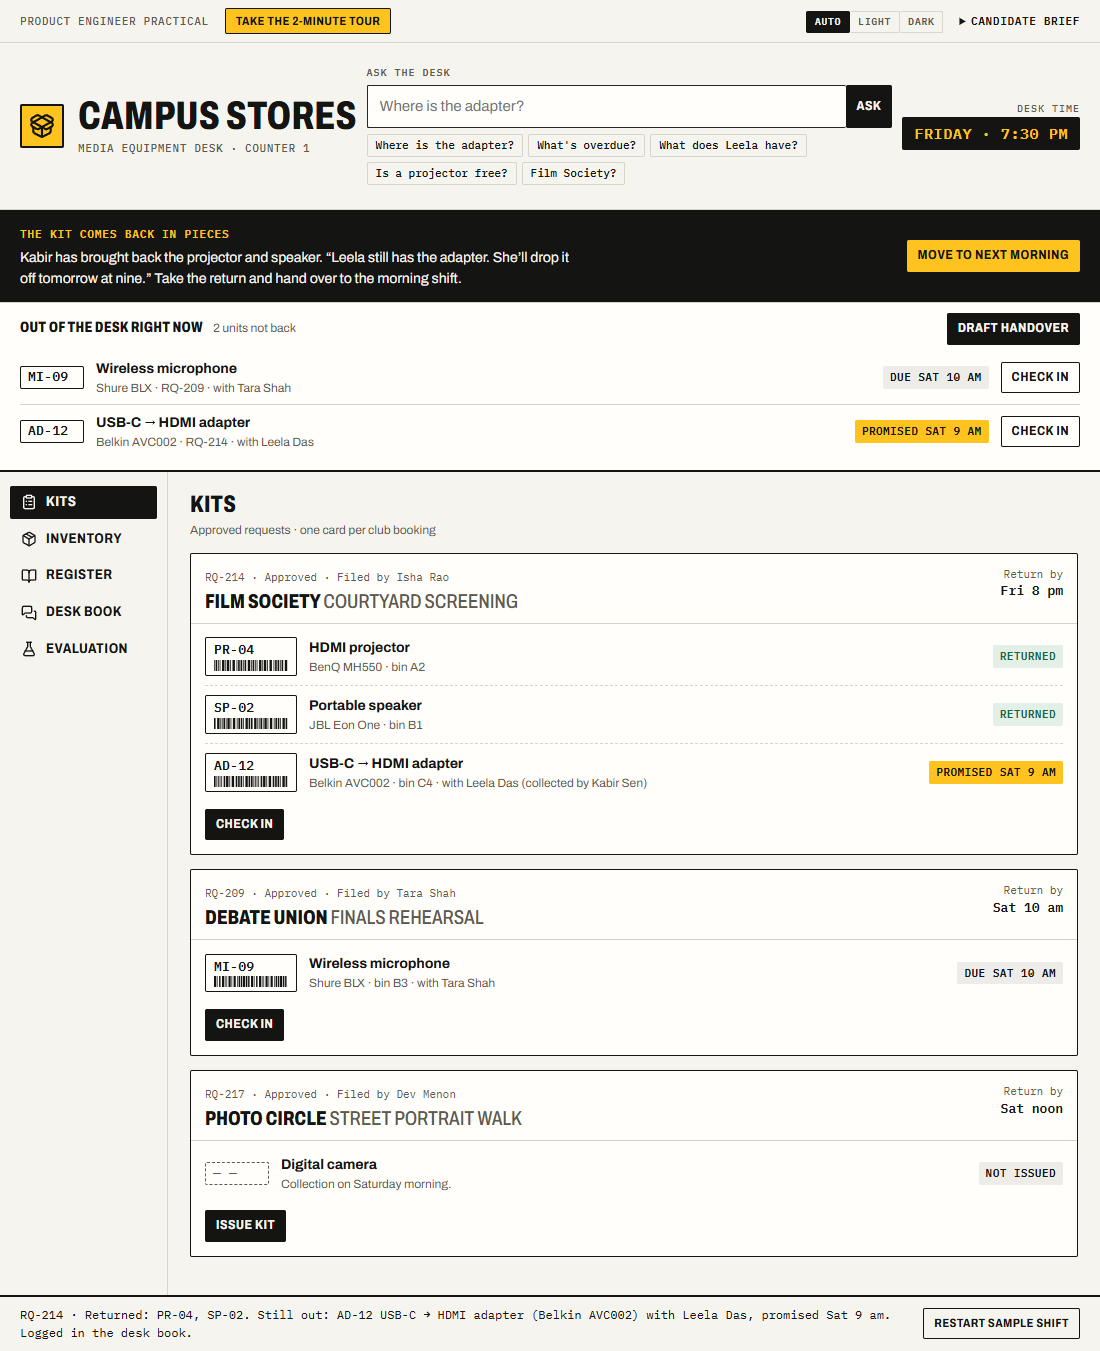 PRODUCT ENGINEER PRACTICAL
TAKE THE 2-MINUTE TOUR
AUTO
LIGHT
DARK
CANDIDATE BRIEF
CAMPUS STORES
MEDIA EQUIPMENT DESK · COUNTER 1
ASK THE DESK
Where is the adapter?
ASK
Where is the adapter?
What's overdue?
What does Leela have?
Is a projector free?
Film Society?
DESK TIME
FRIDAY · 7:30 PM
THE KIT COMES BACK IN PIECES
Kabir has brought back the projector and speaker. “Leela still has the adapter. She’ll drop it
off tomorrow at nine.” Take the return and hand over to the morning shift.
MOVE TO NEXT MORNING
OUT OF THE DESK RIGHT NOW
2 units not back
DRAFT HANDOVER
MI-09
Wireless microphone
Shure BLX · RQ-209 · with Tara Shah
DUE SAT 10 AM
CHECK IN
AD-12
USB-C → HDMI adapter
Belkin AVC002 · RQ-214 · with Leela Das
PROMISED SAT 9 AM
CHECK IN
KITS
INVENTORY
REGISTER
DESK BOOK
EVALUATION
KITS
Approved requests · one card per club booking
RQ-214 · Approved · Filed by Isha Rao
FILM SOCIETY COURTYARD SCREENING
Return by
Fri 8 pm
PR-04
HDMI projector
BenQ MH550 · bin A2
RETURNED
SP-02
Portable speaker
JBL Eon One · bin B1
RETURNED
AD-12
USB-C → HDMI adapter
Belkin AVC002 · bin C4 · with Leela Das (collected by Kabir Sen)
PROMISED SAT 9 AM
CHECK IN
RQ-209 · Approved · Filed by Tara Shah
DEBATE UNION FINALS REHEARSAL
Return by
Sat 10 am
MI-09
Wireless microphone
Shure BLX · bin B3 · with Tara Shah
DUE SAT 10 AM
CHECK IN
RQ-217 · Approved · Filed by Dev Menon
PHOTO CIRCLE STREET PORTRAIT WALK
Return by
Sat noon
— —
Digital camera
Collection on Saturday morning.
NOT ISSUED
ISSUE KIT
RQ-214 · Returned: PR-04, SP-02. Still out: AD-12 USB-C → HDMI adapter (Belkin AVC002) with Leela Das, promised Sat 9 am.
Logged in the desk book.
RESTART SAMPLE SHIFT